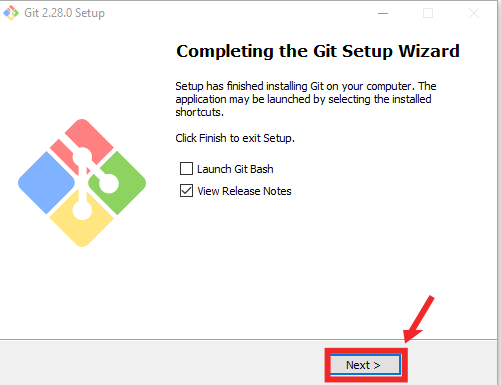 Git 2.28.0 Setup
Completing the Git Setup Wizard
Setup has finished installing Git on your computer. The
application may be launched by selecting the installed
shortcuts.
Click Finish to exit Setup.
Launch Git Bash
View Release Notes
Next >